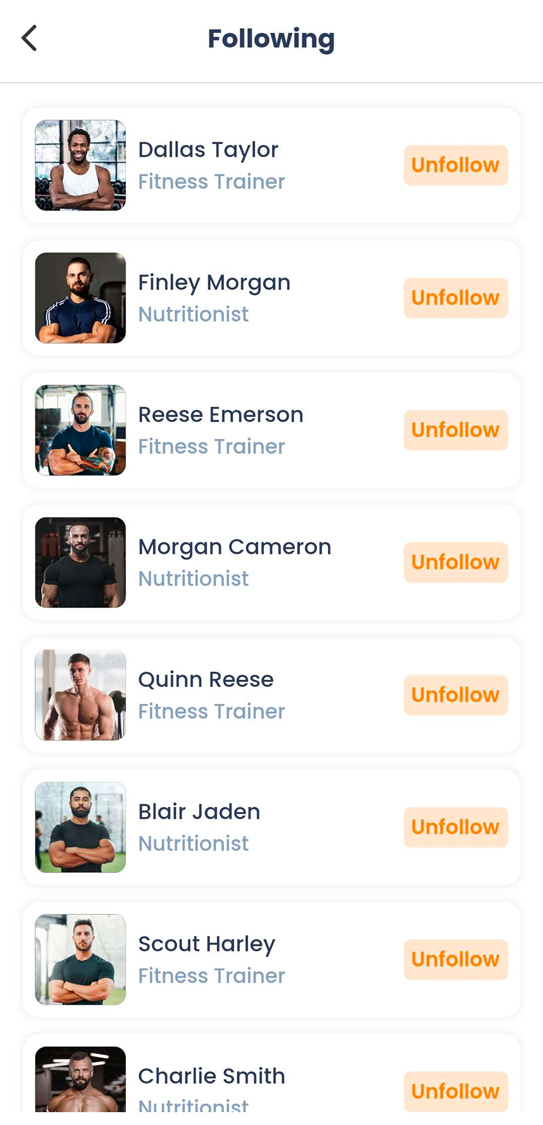 Following
Dallas Taylor
Fitness Trainer
Unfollow
Finley Morgan
Nutritionist
Unfollow
Reese Emerson
Fitness Trainer
Unfollow
Morgan Cameron
Nutritionist
Unfollow
Quinn Reese
Fitness Trainer
Unfollow
Blair Jaden
Nutritionist
Unfollow
Scout Harley
Fitness Trainer
Unfollow
Charlie Smith
Nutritionist
Unfollow